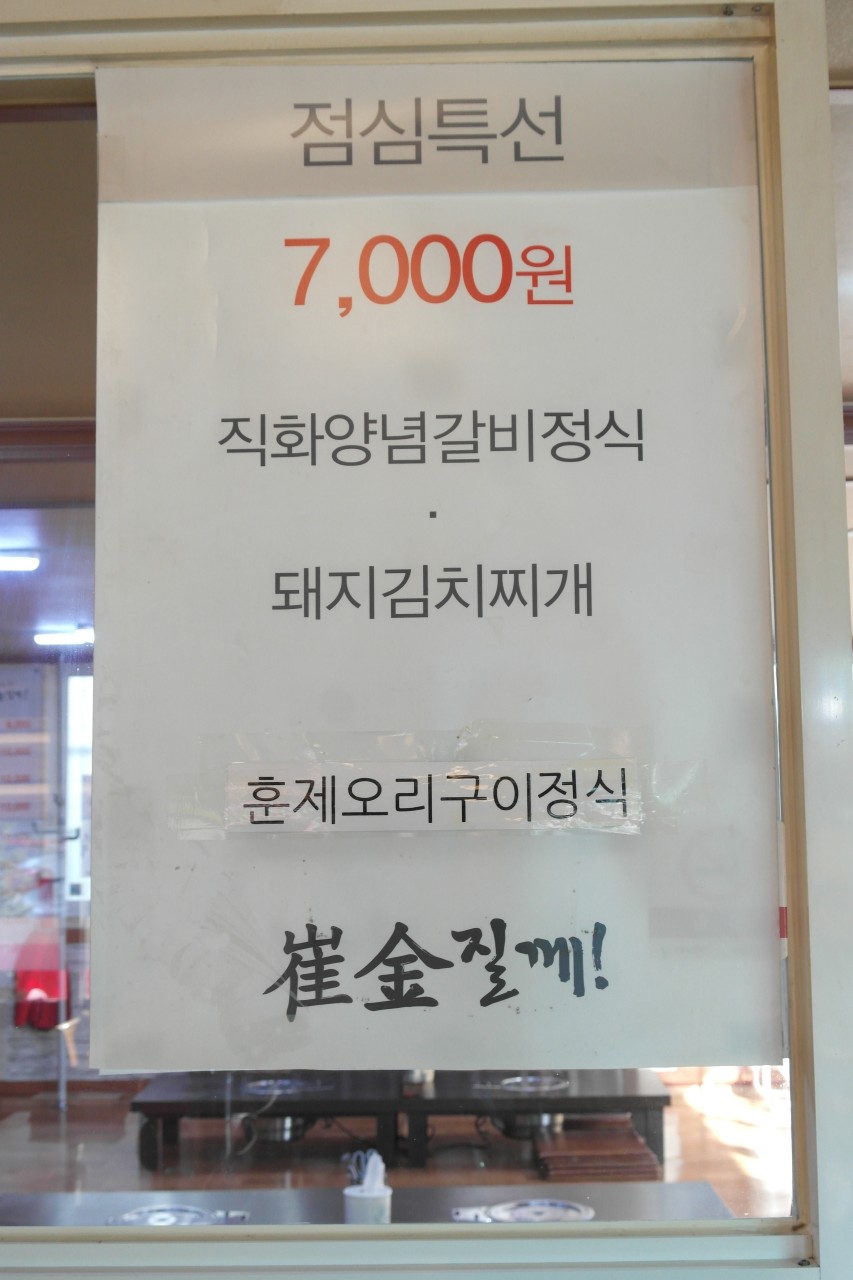 점심특선
7,000원
직화양념갈비정식
·
돼지김치찌개
훈제오리구이정식
崔金질께!